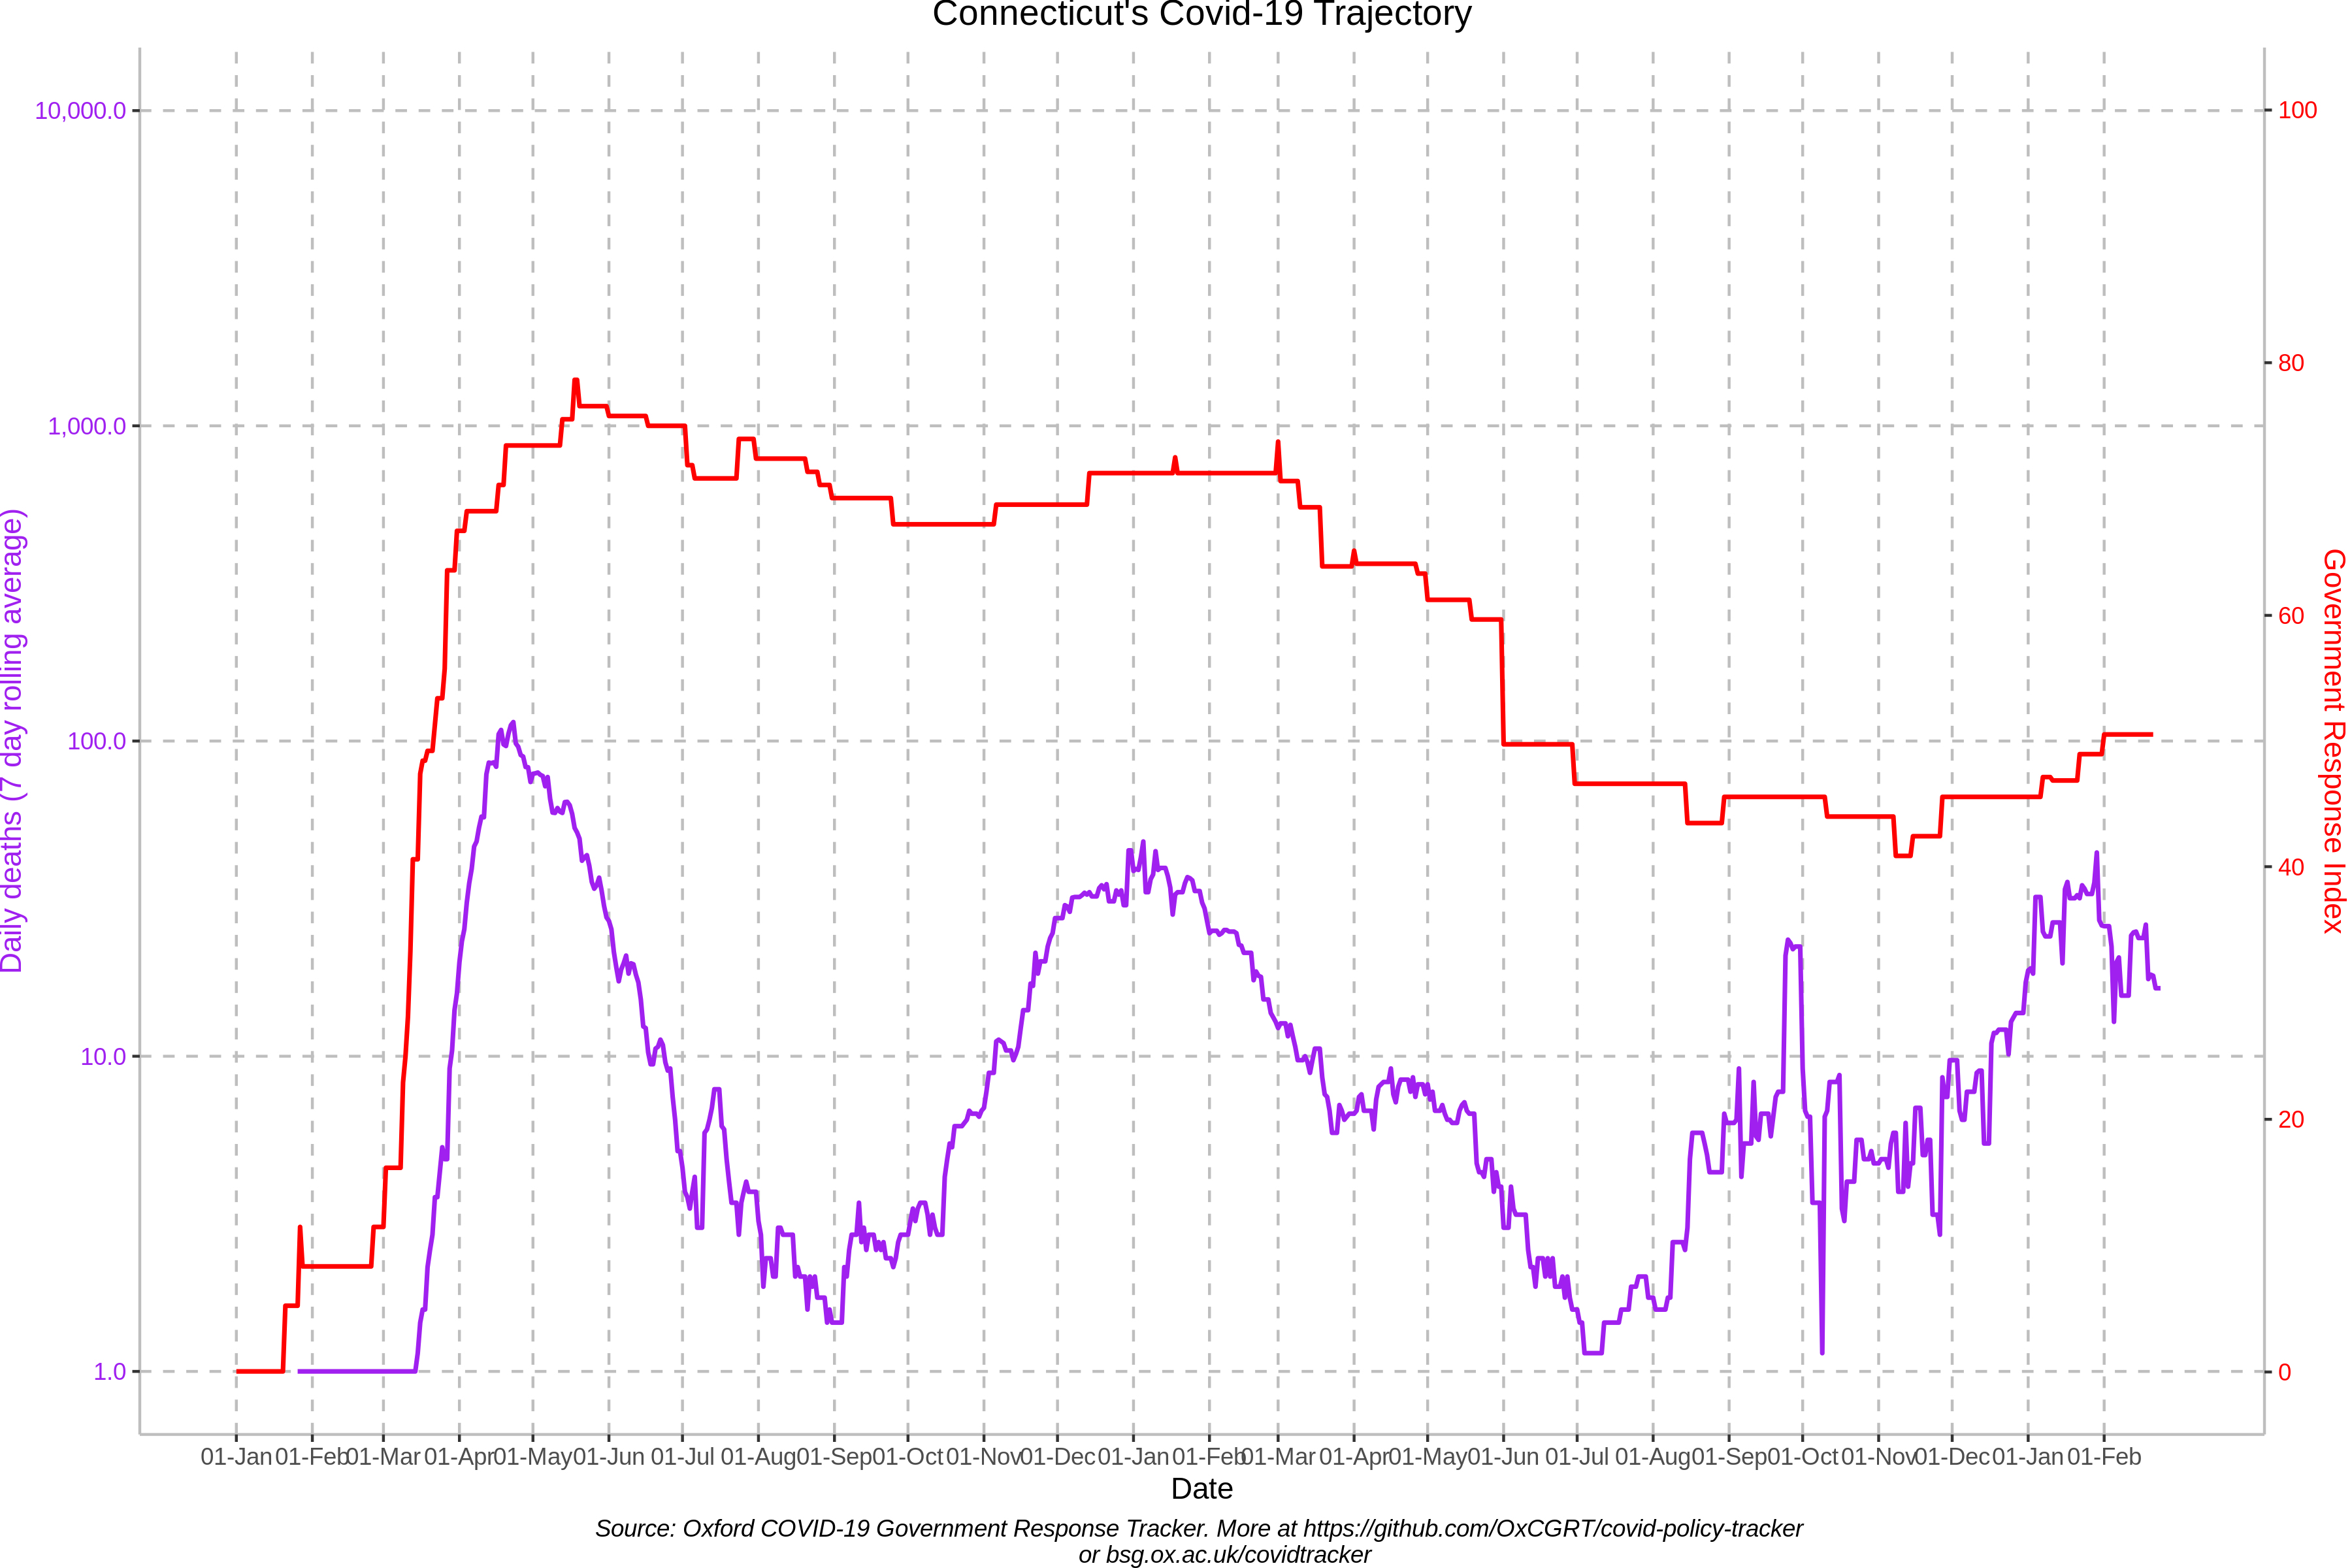 Connecticut's Covid-19 Trajectory
10,000.0
1,000.0
100.0
10.0
1.0
Daily deaths (7 day rolling average)
100
80
60
40
20
0
Government Response Index
01-Jan 01-Feb 01-Mar 01-Apr 01-May 01-Jun 01-Jul 01-Aug 01-Sep 01-Oct 01-Nov 01-Dec 01-Jan 01-Feb 01-Mar 01-Apr 01-May 01-Jun 01-Jul 01-Aug 01-Sep 01-Oct 01-Nov 01-Dec 01-Jan 01-Feb
Date
Source: Oxford COVID-19 Government Response Tracker. More at https://github.com/OxCGRT/covid-policy-tracker
or bsg.ox.ac.uk/covidtracker